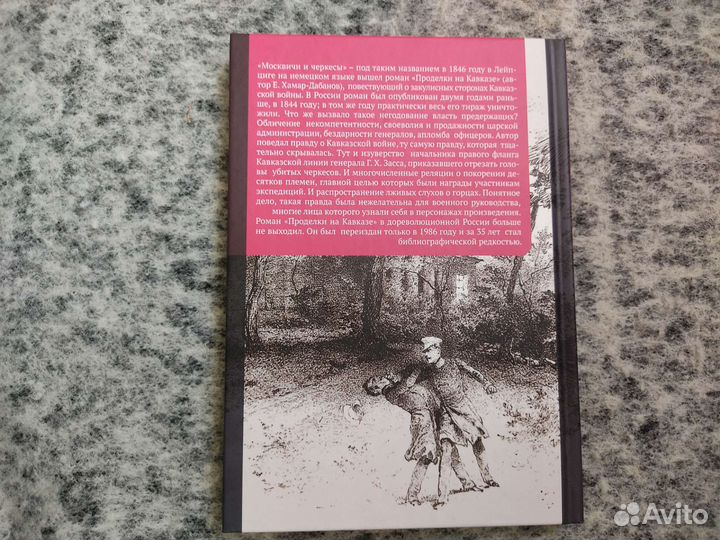 «Москвичи и черкесы» – под таким названием в 1846 году в Лейп-
циге на немецком языке вышел роман «Проделки на Кавказе» (ав-
тор Е. Хамар-Дабанов), повествующий о закулисных сторонах Кавказ-
ской войны. В России роман был опубликован двумя годами рань-
ше, в 1844 году; в том же году практически весь его тираж уничто-
жили. Что же вызвало такое негодование власть предержащих?
Обличение некомпетентности, своеволия и продажности царской
администрации, бездарности генералов, апломба офицеров. Автор
поведал правду о Кавказской войне, ту самую правду, которая тща-
тельно скрывалась. Тут и изуверство начальника правого фланга
Кавказской линии генерала Г. Х. Засса, приказавшего отрезать голо-
вы убитых черкесов. И многочисленные реляции о покорении де-
сятков племен, главной целью которых были награды участникам
экспедиций. И распространение лживых слухов о горцах. Понятное
дело, такая правда была нежелательна для военного руководства,
многие лица которого узнали себя в персонажах произведения.
Роман «Проделки на Кавказе» в дореволюционной России больше
не выходил. Он был переиздан только в 1986 году и за 35 лет стал
библиографической редкостью.
Avito